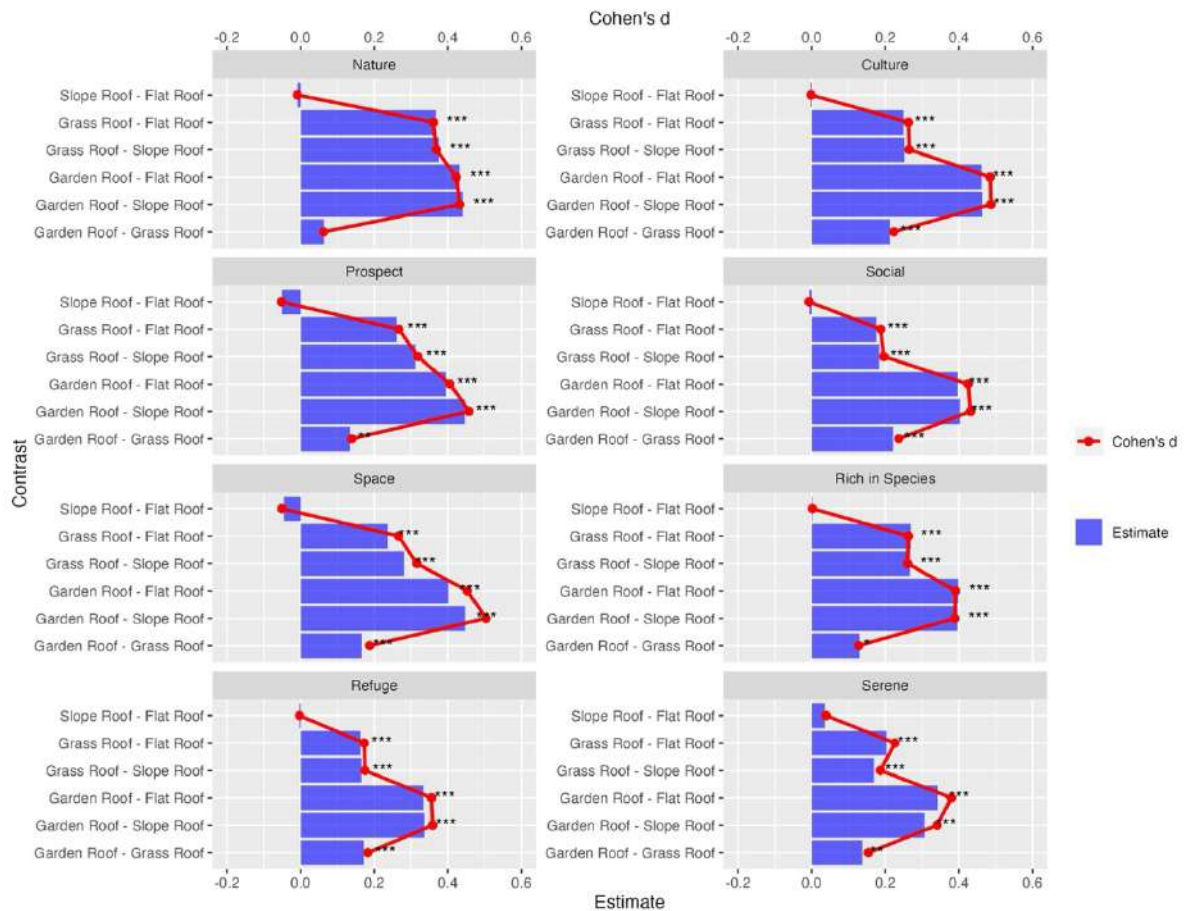 Cohen's d
-0.2 0.0 0.2 0.4 0.6 -0.2 0.0 0.2 0.4 0.6
Nature
Slope Roof - Flat Roof
Grass Roof - Flat Roof ***
Grass Roof - Slope Roof ***
Garden Roof - Flat Roof ***
Garden Roof - Slope Roof ***
Garden Roof - Grass Roof
Culture
Slope Roof - Flat Roof
Grass Roof - Flat Roof ***
Grass Roof - Slope Roof ***
Garden Roof - Flat Roof ***
Garden Roof - Slope Roof ***
Garden Roof - Grass Roof ***
Prospect
Slope Roof - Flat Roof
Grass Roof - Flat Roof ***
Grass Roof - Slope Roof ***
Garden Roof - Flat Roof ***
Garden Roof - Slope Roof ***
Garden Roof - Grass Roof **
Social
Slope Roof - Flat Roof
Grass Roof - Flat Roof ***
Grass Roof - Slope Roof ***
Garden Roof - Flat Roof ***
Garden Roof - Slope Roof ***
Garden Roof - Grass Roof ***
Space
Slope Roof - Flat Roof
Grass Roof - Flat Roof ***
Grass Roof - Slope Roof ***
Garden Roof - Flat Roof ***
Garden Roof - Slope Roof ***
Garden Roof - Grass Roof ***
Rich in Species
Slope Roof - Flat Roof
Grass Roof - Flat Roof ***
Grass Roof - Slope Roof ***
Garden Roof - Flat Roof ***
Garden Roof - Slope Roof ***
Garden Roof - Grass Roof *
Refuge
Slope Roof - Flat Roof
Grass Roof - Flat Roof ***
Grass Roof - Slope Roof ***
Garden Roof - Flat Roof ***
Garden Roof - Slope Roof ***
Garden Roof - Grass Roof ***
Serene
Slope Roof - Flat Roof
Grass Roof - Flat Roof ***
Grass Roof - Slope Roof ***
Garden Roof - Flat Roof ***
Garden Roof - Slope Roof ***
Garden Roof - Grass Roof **
-0.2 0.0 0.2 0.4 0.6 -0.2 0.0 0.2 0.4 0.6
Estimate
Contrast
Cohen's d
Estimate